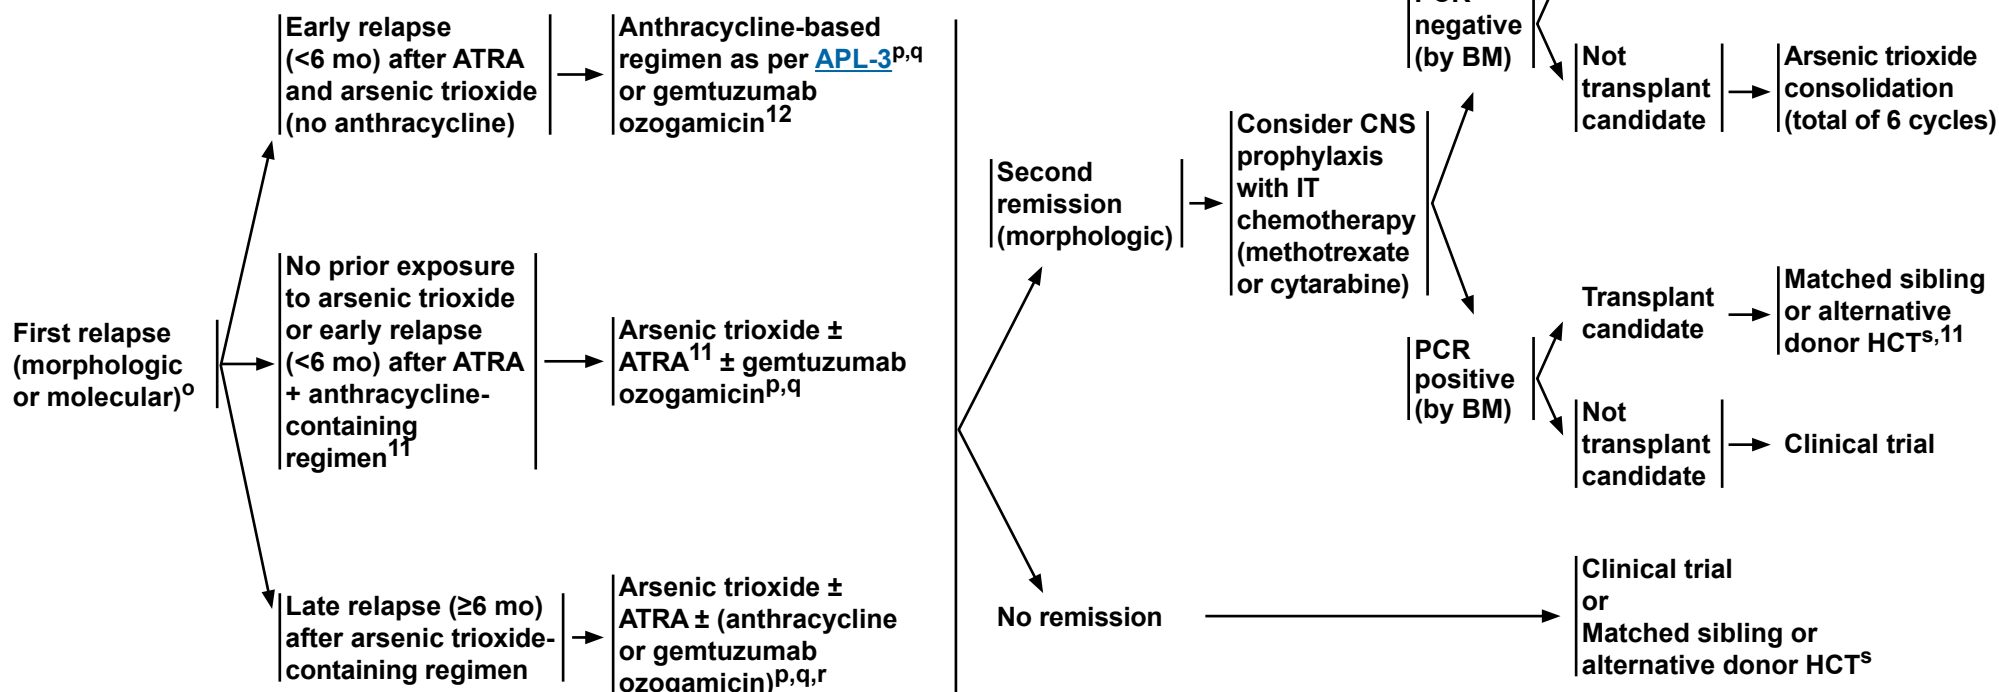 Early relapse
(<6 mo) after ATRA
and arsenic trioxide
(no anthracycline)
Anthracycline-based
regimen as per APL-3p,q
or gemtuzumab
ozogamicin12
First relapse
(morphologic
or molecular)o
No prior exposure
to arsenic trioxide
or early relapse
(<6 mo) after ATRA
+ anthracycline-
containing
regimen11
Arsenic trioxide ±
ATRA11 ± gemtuzumab
ozogamicinp,q
Late relapse (≥6 mo)
after arsenic trioxide-
containing regimen
Arsenic trioxide ±
ATRA ± (anthracycline
or gemtuzumab
ozogamicin)p,q,r
Second
remission
(morphologic)
Consider CNS
prophylaxis
with IT
chemotherapy
(methotrexate
or cytarabine)
PCR
negative
(by BM)
Not
transplant
candidate
Arsenic trioxide
consolidation
(total of 6 cycles)
PCR
positive
(by BM)
Transplant
candidate
Matched sibling
or alternative
donor HCTs,11
Not
transplant
candidate
Clinical trial
No remission
Clinical trial
or
Matched sibling or
alternative donor HCTs